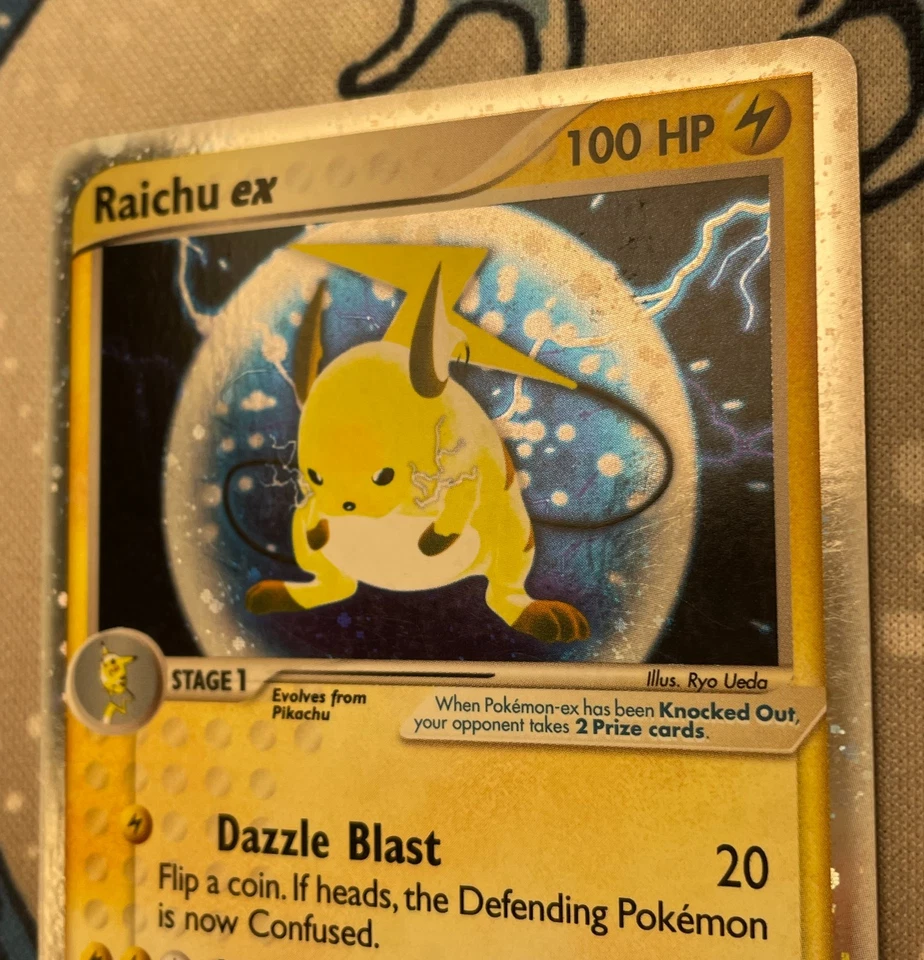 Raichu ex
100 HP
STAGE 1
Evolves from
Pikachu
Illus. Ryo Ueda
When Pokémon-ex has been Knocked Out,
your opponent takes 2 Prize cards.
Dazzle Blast 20
Flip a coin. If heads, the Defending Pokémon
is now Confused.